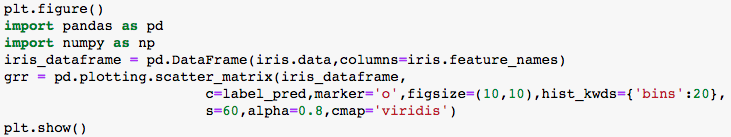 plt.figure()
import pandas as pd
import numpy as np
iris_dataframe = pd.DataFrame(iris.data,columns=iris.feature_names)
grr = pd.plotting.scatter_matrix(iris_dataframe,
c=label_pred,marker='o',figsize=(10,10),hist_kwds={'bins':20},
s=60,alpha=0.8,cmap='viridis')
plt.show()